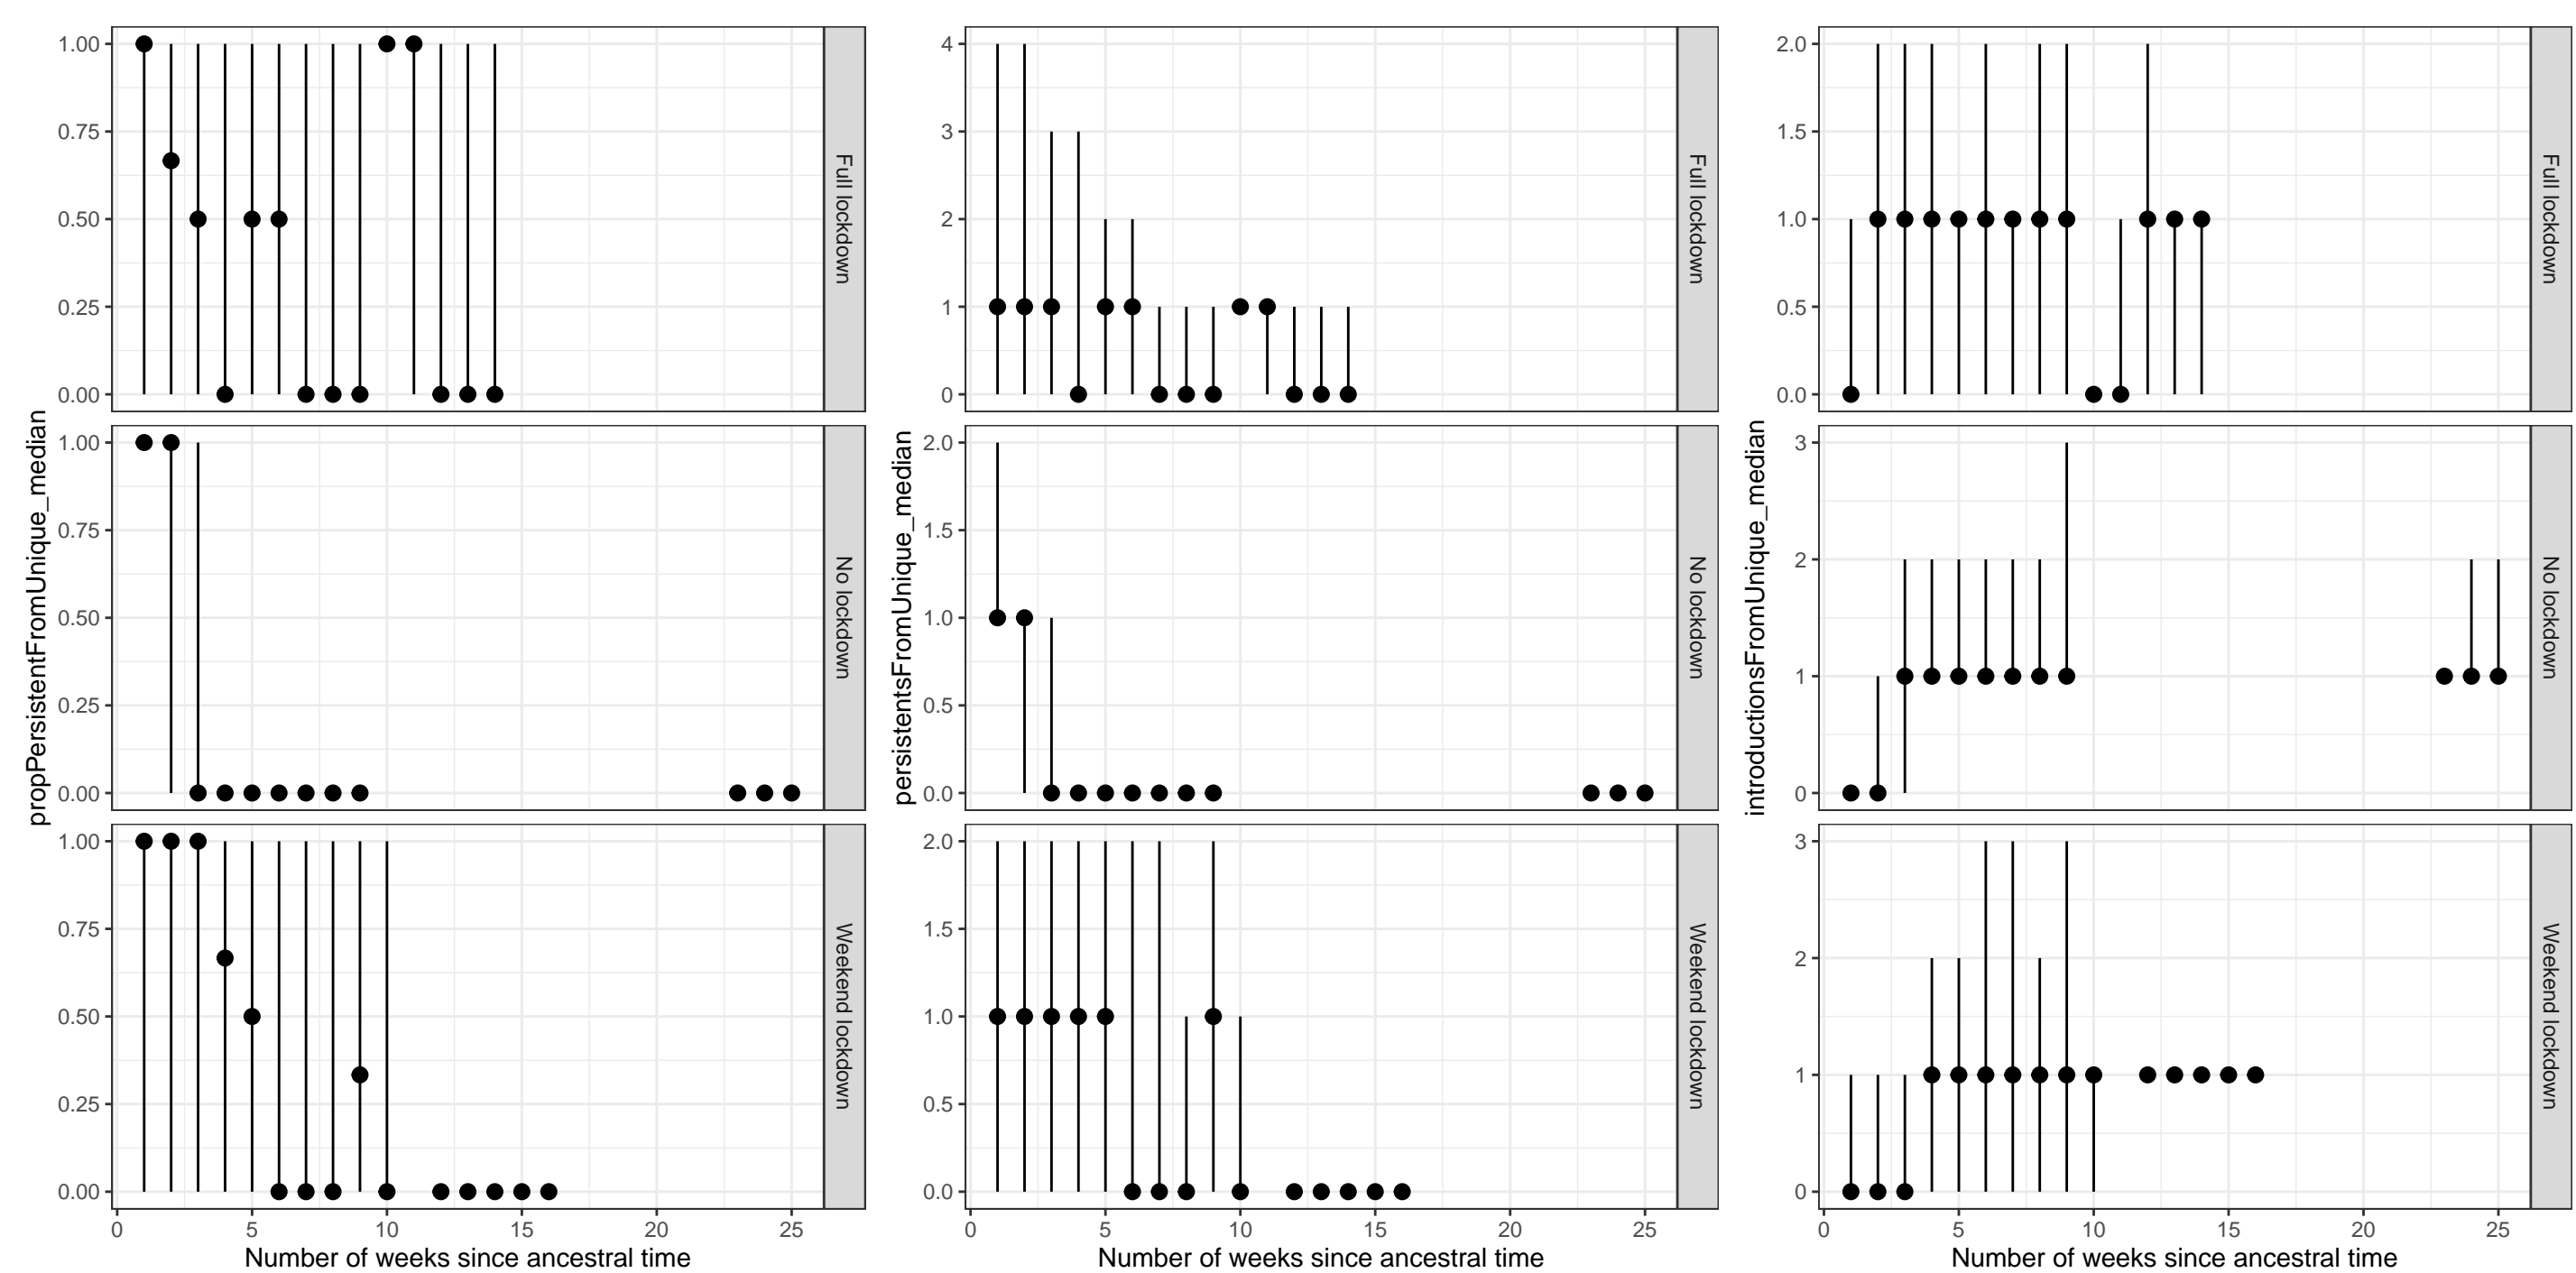 propPersistentFromUnique_median
1.00
0.75
0.50
0.25
0.00
Full lockdown
1.00
0.75
0.50
0.25
0.00
No lockdown
1.00
0.75
0.50
0.25
0.00
Weekend lockdown
0 5 10 15 20 25
Number of weeks since ancestral time
persistentsFromUnique_median
4
3
2
1
0
Full lockdown
2.0
1.5
1.0
0.5
0.0
No lockdown
2.0
1.5
1.0
0.5
0.0
Weekend lockdown
0 5 10 15 20 25
Number of weeks since ancestral time
introductionsFromUnique_median
2.0
1.5
1.0
0.5
0.0
Full lockdown
3
2
1
0
No lockdown
3
2
1
0
Weekend lockdown
0 5 10 15 20 25
Number of weeks since ancestral time